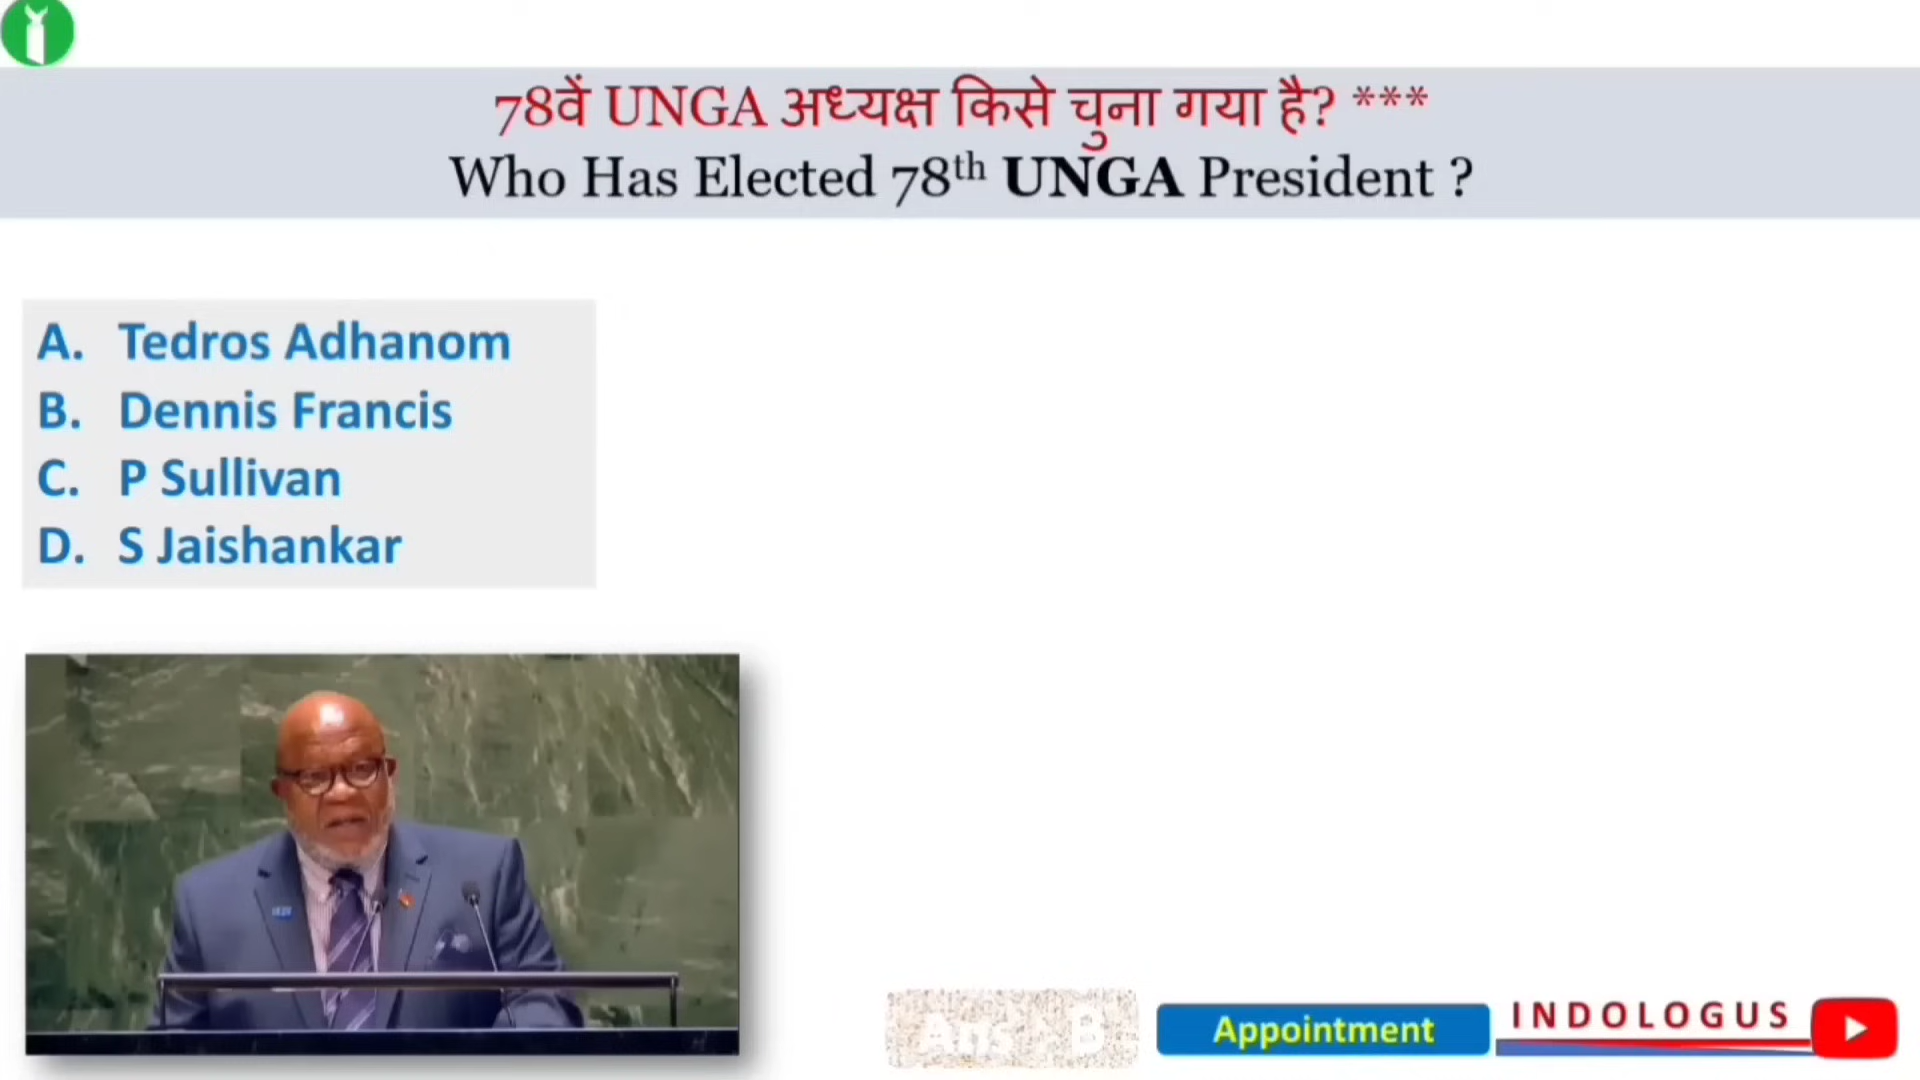 78वें UNGA अध्यक्ष किसे चुना गया है? ***
Who Has Elected 78th UNGA President ?
A. Tedros Adhanom
B. Dennis Francis
C. P Sullivan
D. S Jaishankar
Ans : B
Appointment
INDOLOGUS